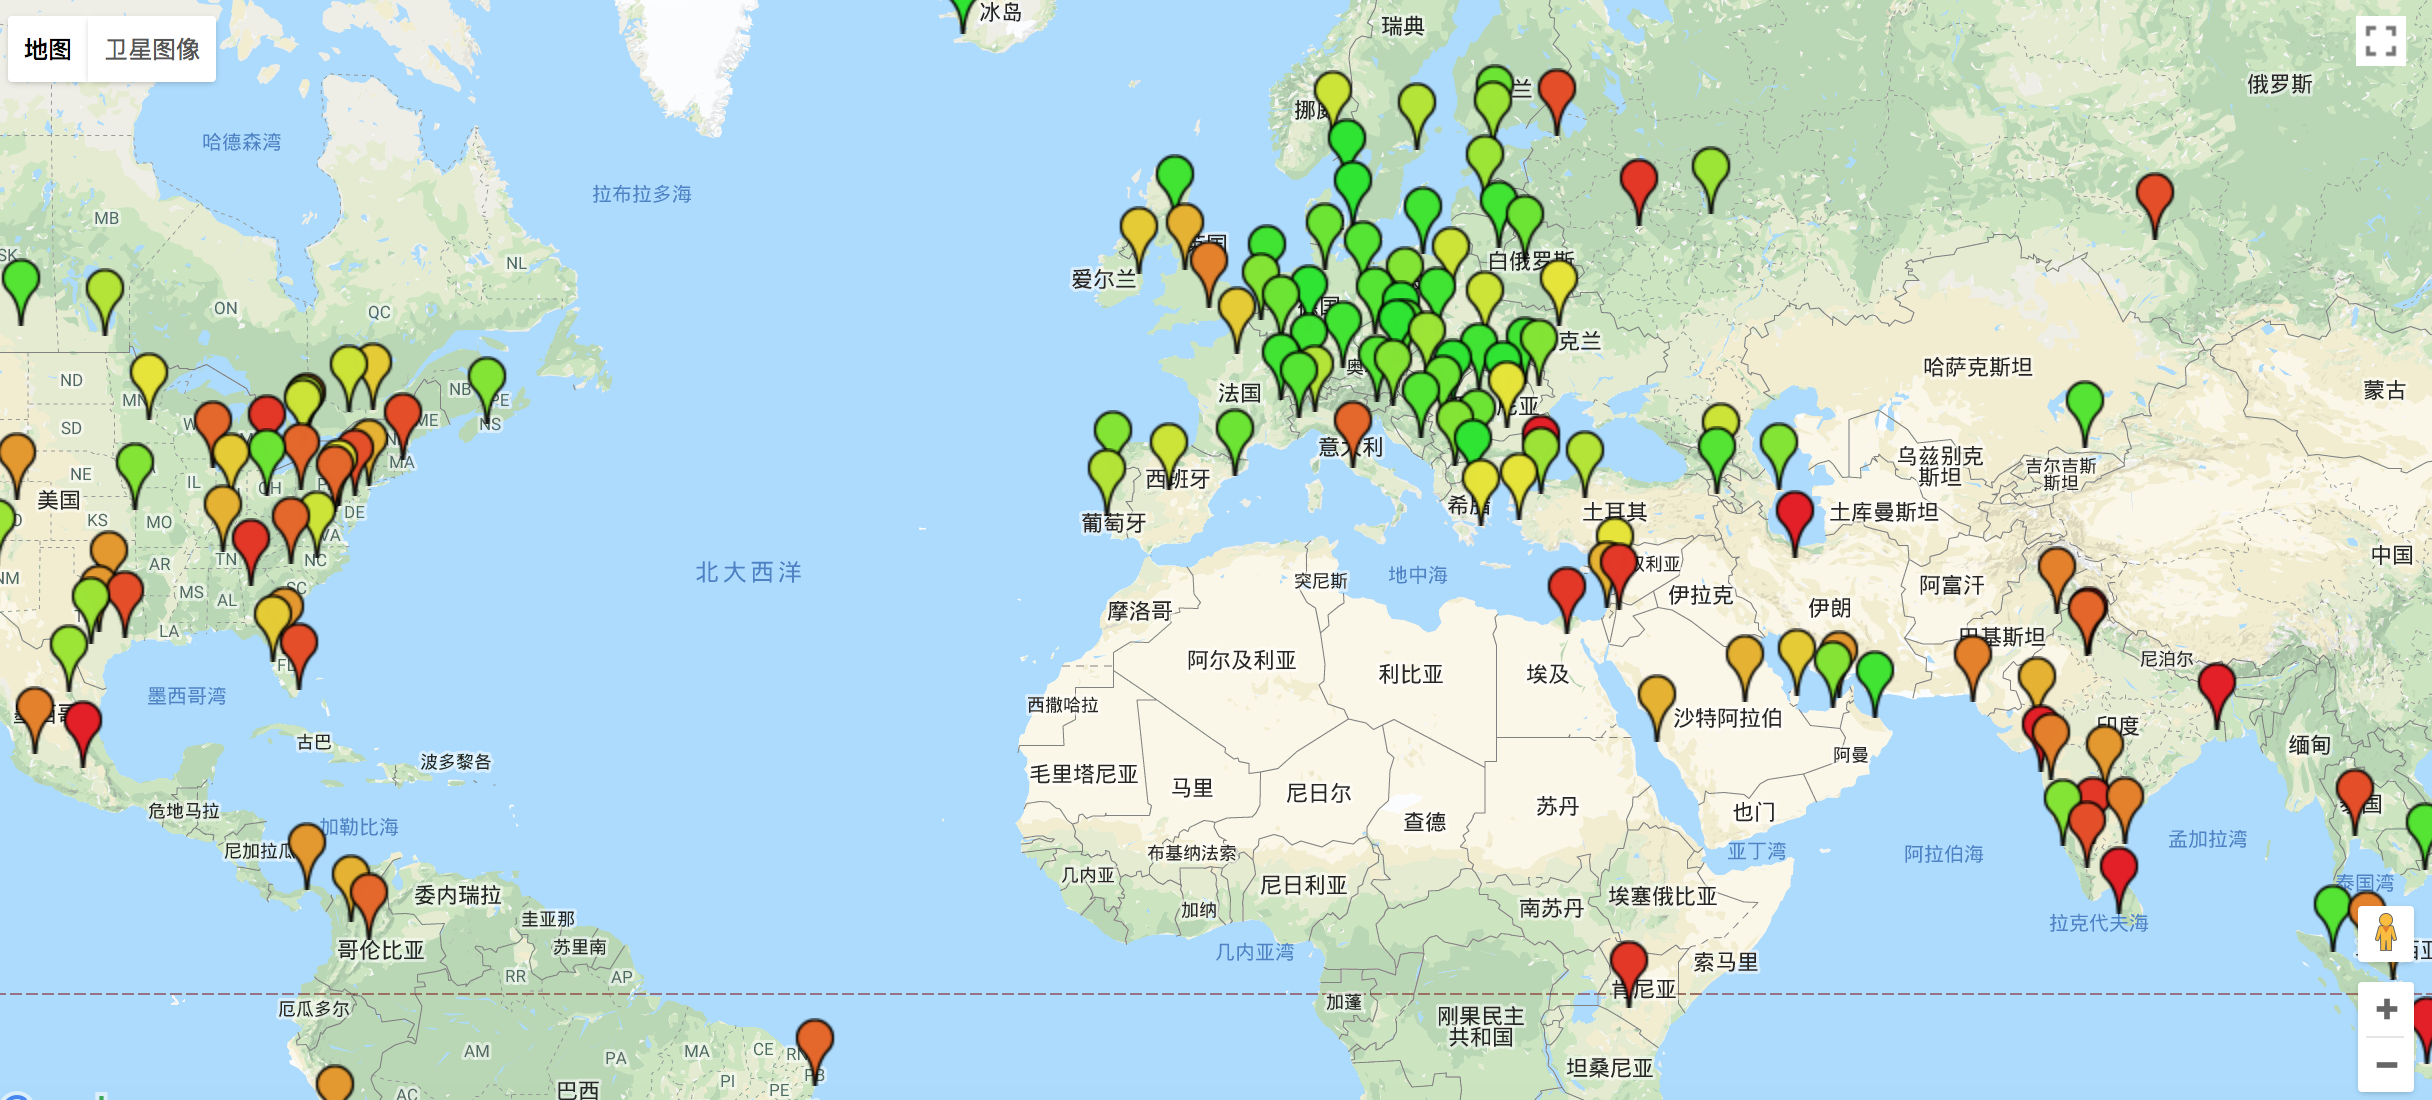 地图
卫星图像
冰岛
瑞典
俄罗斯
哈德森湾
拉布拉多海
MB
NL
ON
QC
爱尔兰
白俄罗斯
克兰
哈萨克斯坦
蒙古
ND
SD
NE
NB
PE
NS
ME
MA
法国
意大利
西班牙
葡萄牙
希腊
土耳其
乌兹别克
斯坦
吉尔吉斯
斯坦
土库曼斯坦
中国
美国
IL
KS
MO
DE
VA
TN
NC
AR
SC
MS
AL
LA
NM
北大西洋
地中海
突尼斯
摩洛哥
伊拉克
伊朗
阿富汗
巴基斯坦
尼泊尔
阿尔及利亚
利比亚
埃及
墨西哥湾
西撒哈拉
沙特阿拉伯
印度
缅甸
古巴
波多黎各
阿曼
毛里塔尼亚
马里
尼日尔
查德
苏丹
也门
危地马拉
加勒比海
亚丁湾
阿拉伯海
孟加拉湾
尼加拉瓜
布基纳法索
几内亚
尼日利亚
南苏丹
埃塞俄比亚
泰国湾
委内瑞拉
圭亚那
加纳
拉克代夫海
哥伦比亚
苏里南
几内亚湾
索马里
RR
AP
肯尼亚
厄瓜多尔
加蓬
刚果民主
共和国
AM
PA
MA
CE
RN
PB
PI
PE
坦桑尼亚
AC
巴西